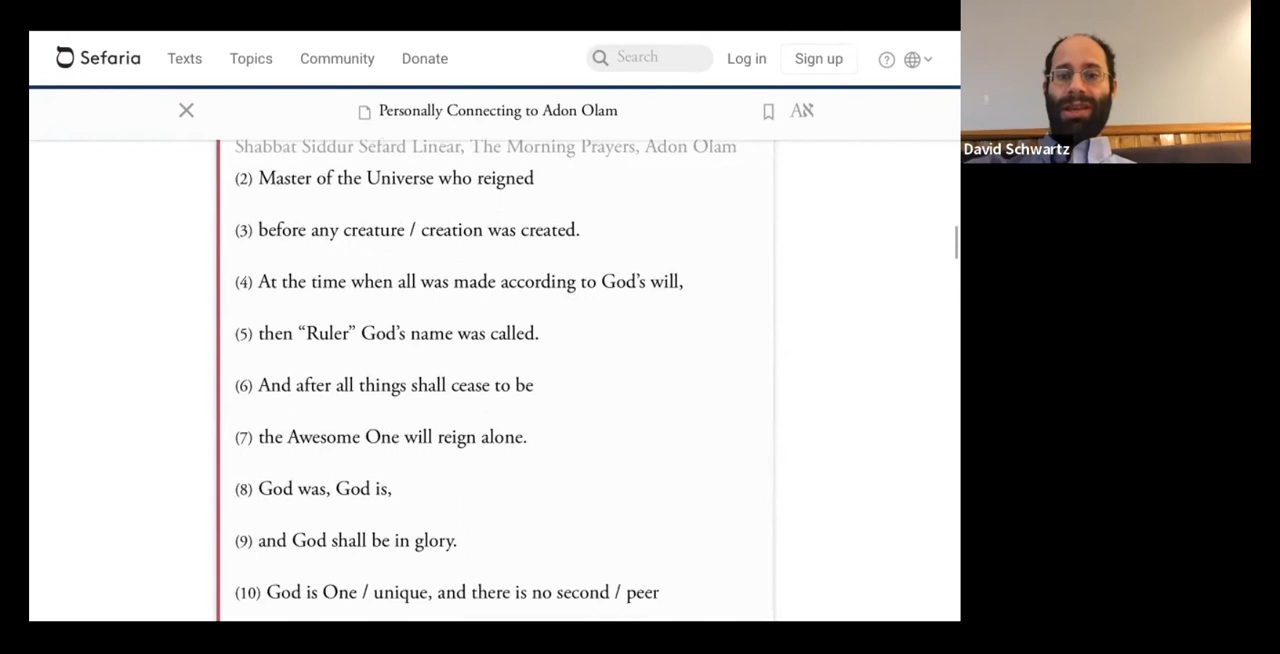 Sefaria Texts Topics Community Donate Search Log in Sign up
Personally Connecting to Adon Olam Aא
Shabbat Siddur Sefard Linear, The Morning Prayers, Adon Olam
(2) Master of the Universe who reigned
(3) before any creature / creation was created.
(4) At the time when all was made according to God’s will,
(5) then “Ruler” God’s name was called.
(6) And after all things shall cease to be
(7) the Awesome One will reign alone.
(8) God was, God is,
(9) and God shall be in glory.
(10) God is One / unique, and there is no second / peer
David Schwartz